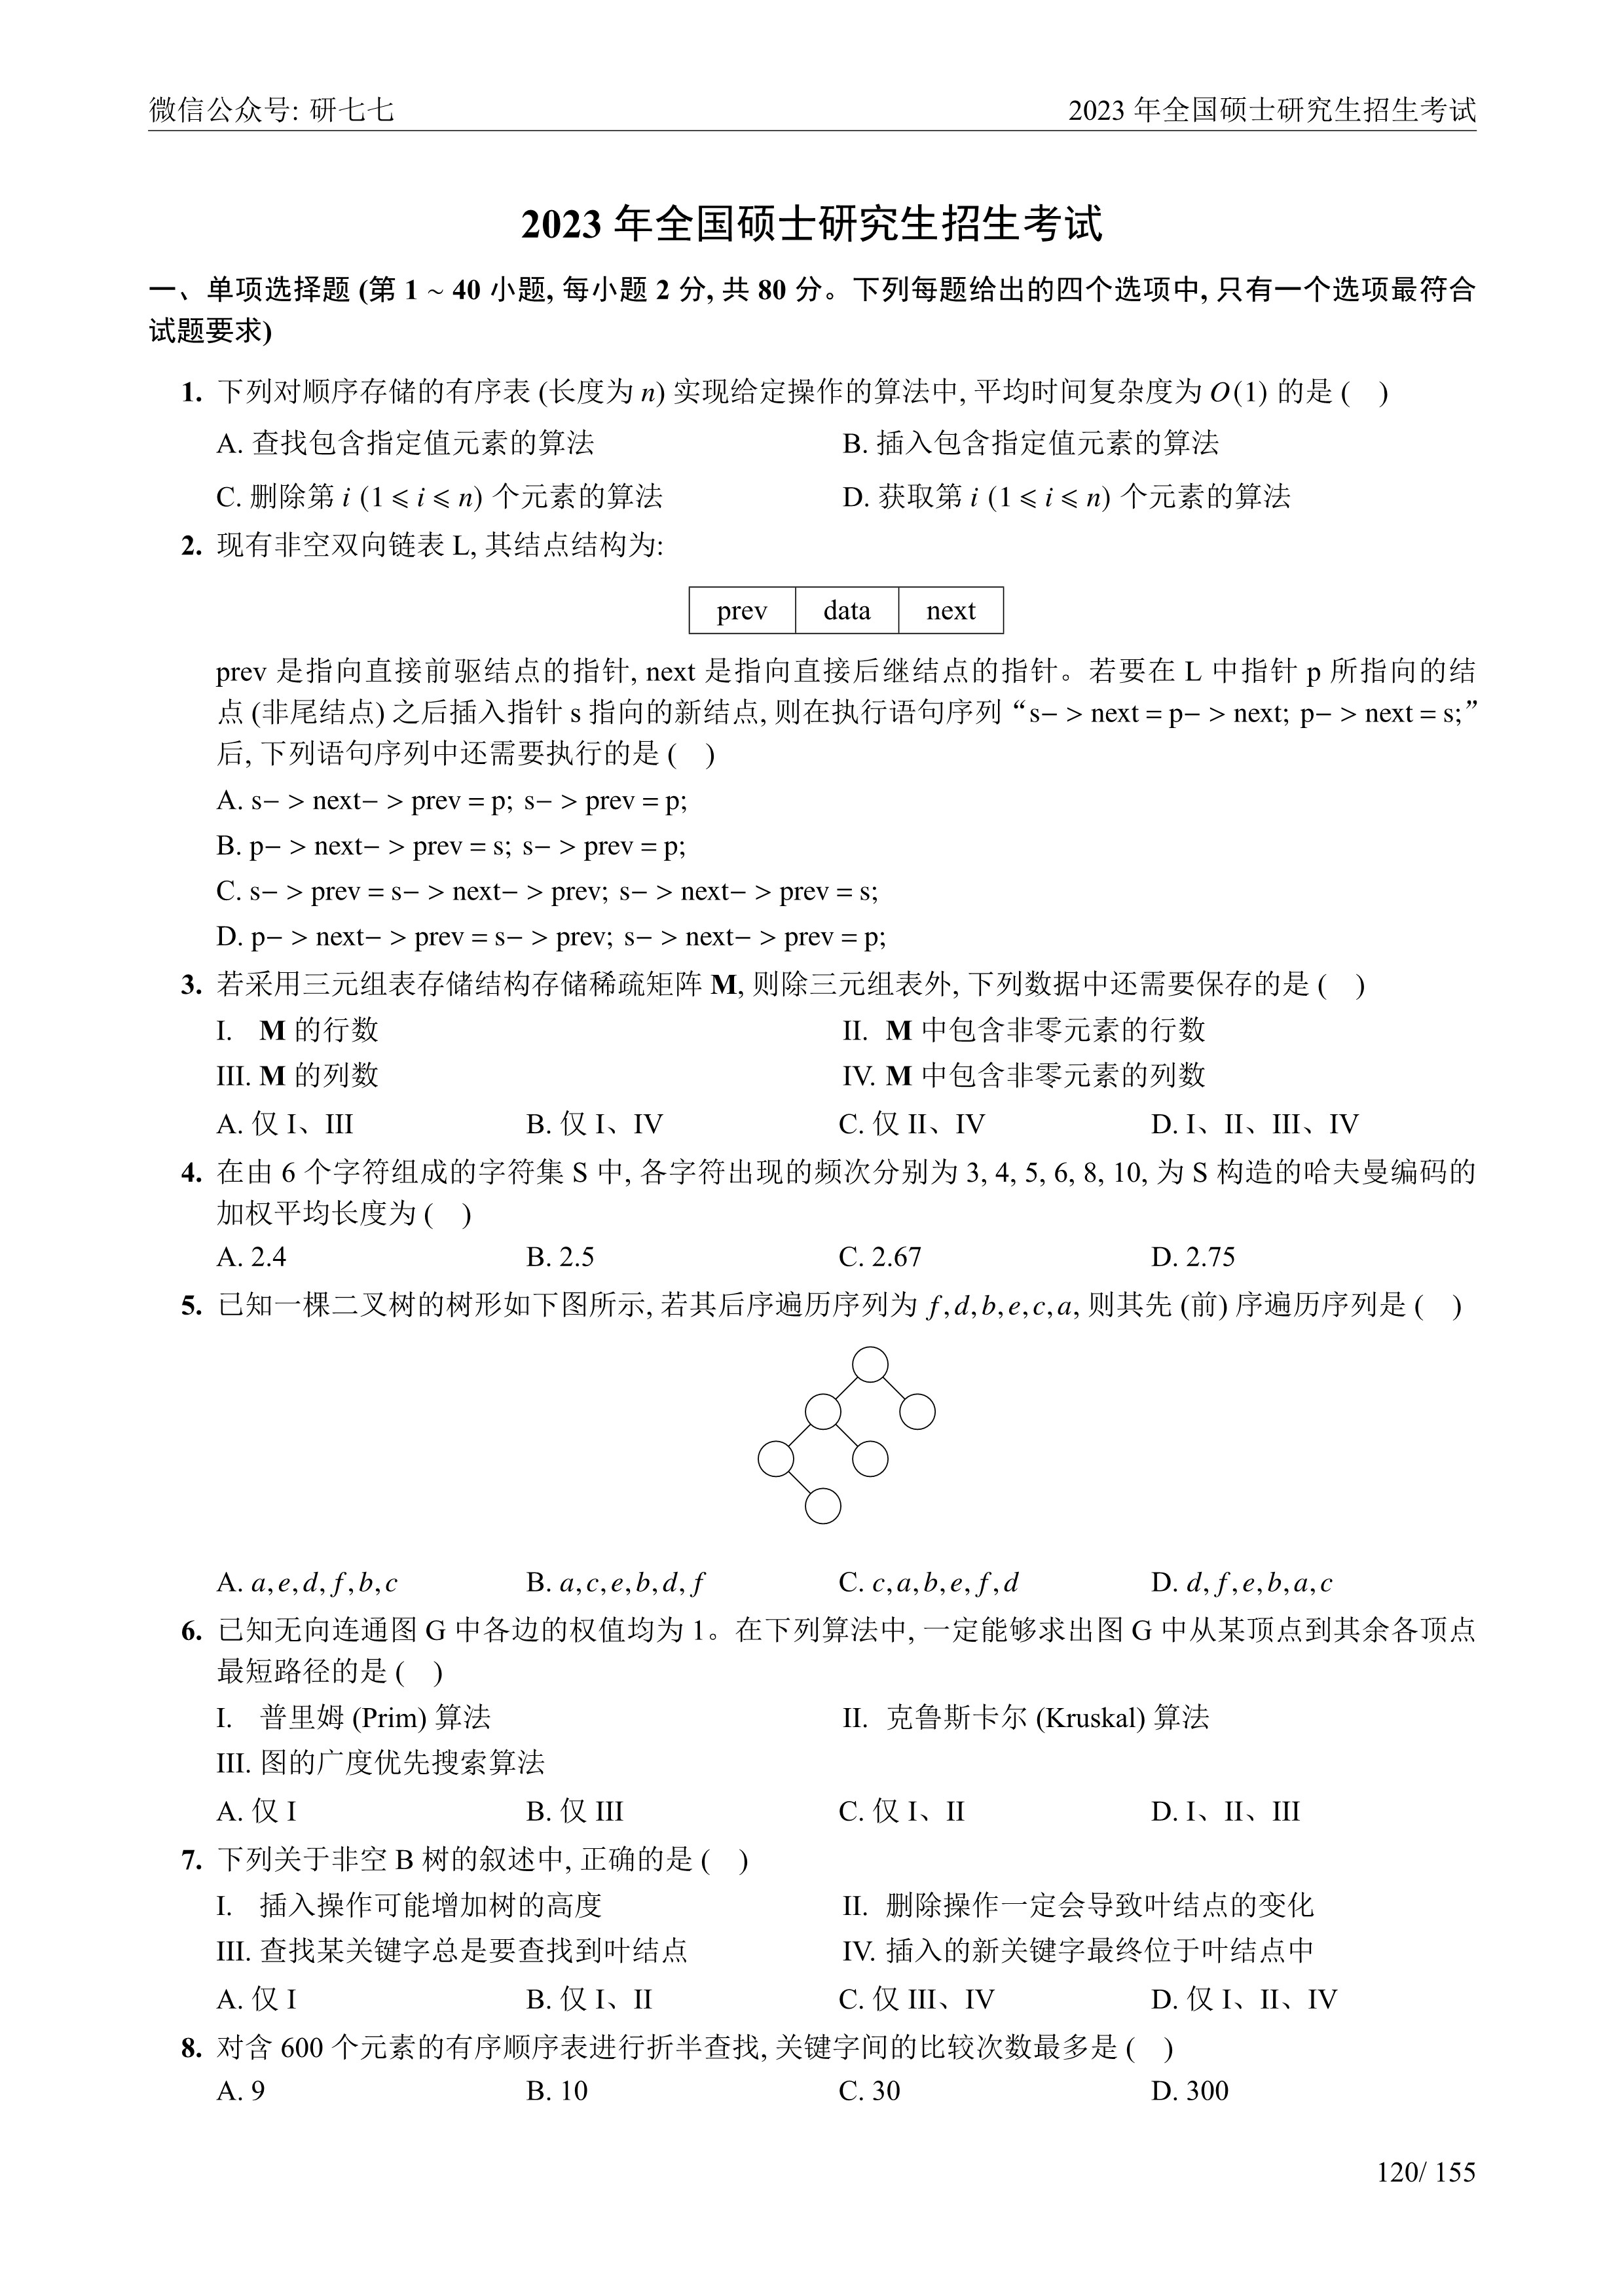 微信公众号: 研七七
2023 年全国硕士研究生招生考试
2023 年全国硕士研究生招生考试
一、单项选择题 (第 1 ~ 40 小题, 每小题 2 分, 共 80 分。下列每题给出的四个选项中, 只有一个选项最符合
试题要求)
1. 下列对顺序存储的有序表 (长度为 n) 实现给定操作的算法中, 平均时间复杂度为 O(1) 的是 ( )
A. 查找包含指定值元素的算法 B. 插入包含指定值元素的算法
C. 删除第 i (1 ⩽ i ⩽ n) 个元素的算法 D. 获取第 i (1 ⩽ i ⩽ n) 个元素的算法
2. 现有非空双向链表 L, 其结点结构为:
prev data next
prev 是指向直接前驱结点的指针, next 是指向直接后继结点的指针。若要在 L 中指针 p 所指向的结
点 (非尾结点) 之后插入指针 s 指向的新结点, 则在执行语句序列 “s− > next = p− > next; p− > next = s;”
后, 下列语句序列中还需要执行的是 ( )
A. s− > next− > prev = p; s− > prev = p;
B. p− > next− > prev = s; s− > prev = p;
C. s− > prev = s− > next− > prev; s− > next− > prev = s;
D. p− > next− > prev = s− > prev; s− > next− > prev = p;
3. 若采用三元组表存储结构存储稀疏矩阵 M, 则除三元组表外, 下列数据中还需要保存的是 ( )
I. M 的行数 II. M 中包含非零元素的行数
III. M 的列数 IV. M 中包含非零元素的列数
A. 仅 I、III B. 仅 I、IV C. 仅 II、IV D. I、II、III、IV
4. 在由 6 个字符组成的字符集 S 中, 各字符出现的频次分别为 3, 4, 5, 6, 8, 10, 为 S 构造的哈夫曼编码的
加权平均长度为 ( )
A. 2.4 B. 2.5 C. 2.67 D. 2.75
5. 已知一棵二叉树的树形如下图所示, 若其后序遍历序列为 f, d, b, e, c, a, 则其先 (前) 序遍历序列是 ( )
A. a, e, d, f, b, c B. a, c, e, b, d, f C. c, a, b, e, f, d D. d, f, e, b, a, c
6. 已知无向连通图 G 中各边的权值均为 1。在下列算法中, 一定能够求出图 G 中从某顶点到其余各顶点
最短路径的是 ( )
I. 普里姆 (Prim) 算法 II. 克鲁斯卡尔 (Kruskal) 算法
III. 图的广度优先搜索算法
A. 仅 I B. 仅 III C. 仅 I、II D. I、II、III
7. 下列关于非空 B 树的叙述中, 正确的是 ( )
I. 插入操作可能增加树的高度 II. 删除操作一定会导致叶结点的变化
III. 查找某关键字总是要查找到叶结点 IV. 插入的新关键字最终位于叶结点中
A. 仅 I B. 仅 I、II C. 仅 III、IV D. 仅 I、II、IV
8. 对含 600 个元素的有序顺序表进行折半查找, 关键字间的比较次数最多是 ( )
A. 9 B. 10 C. 30 D. 300
120/ 155